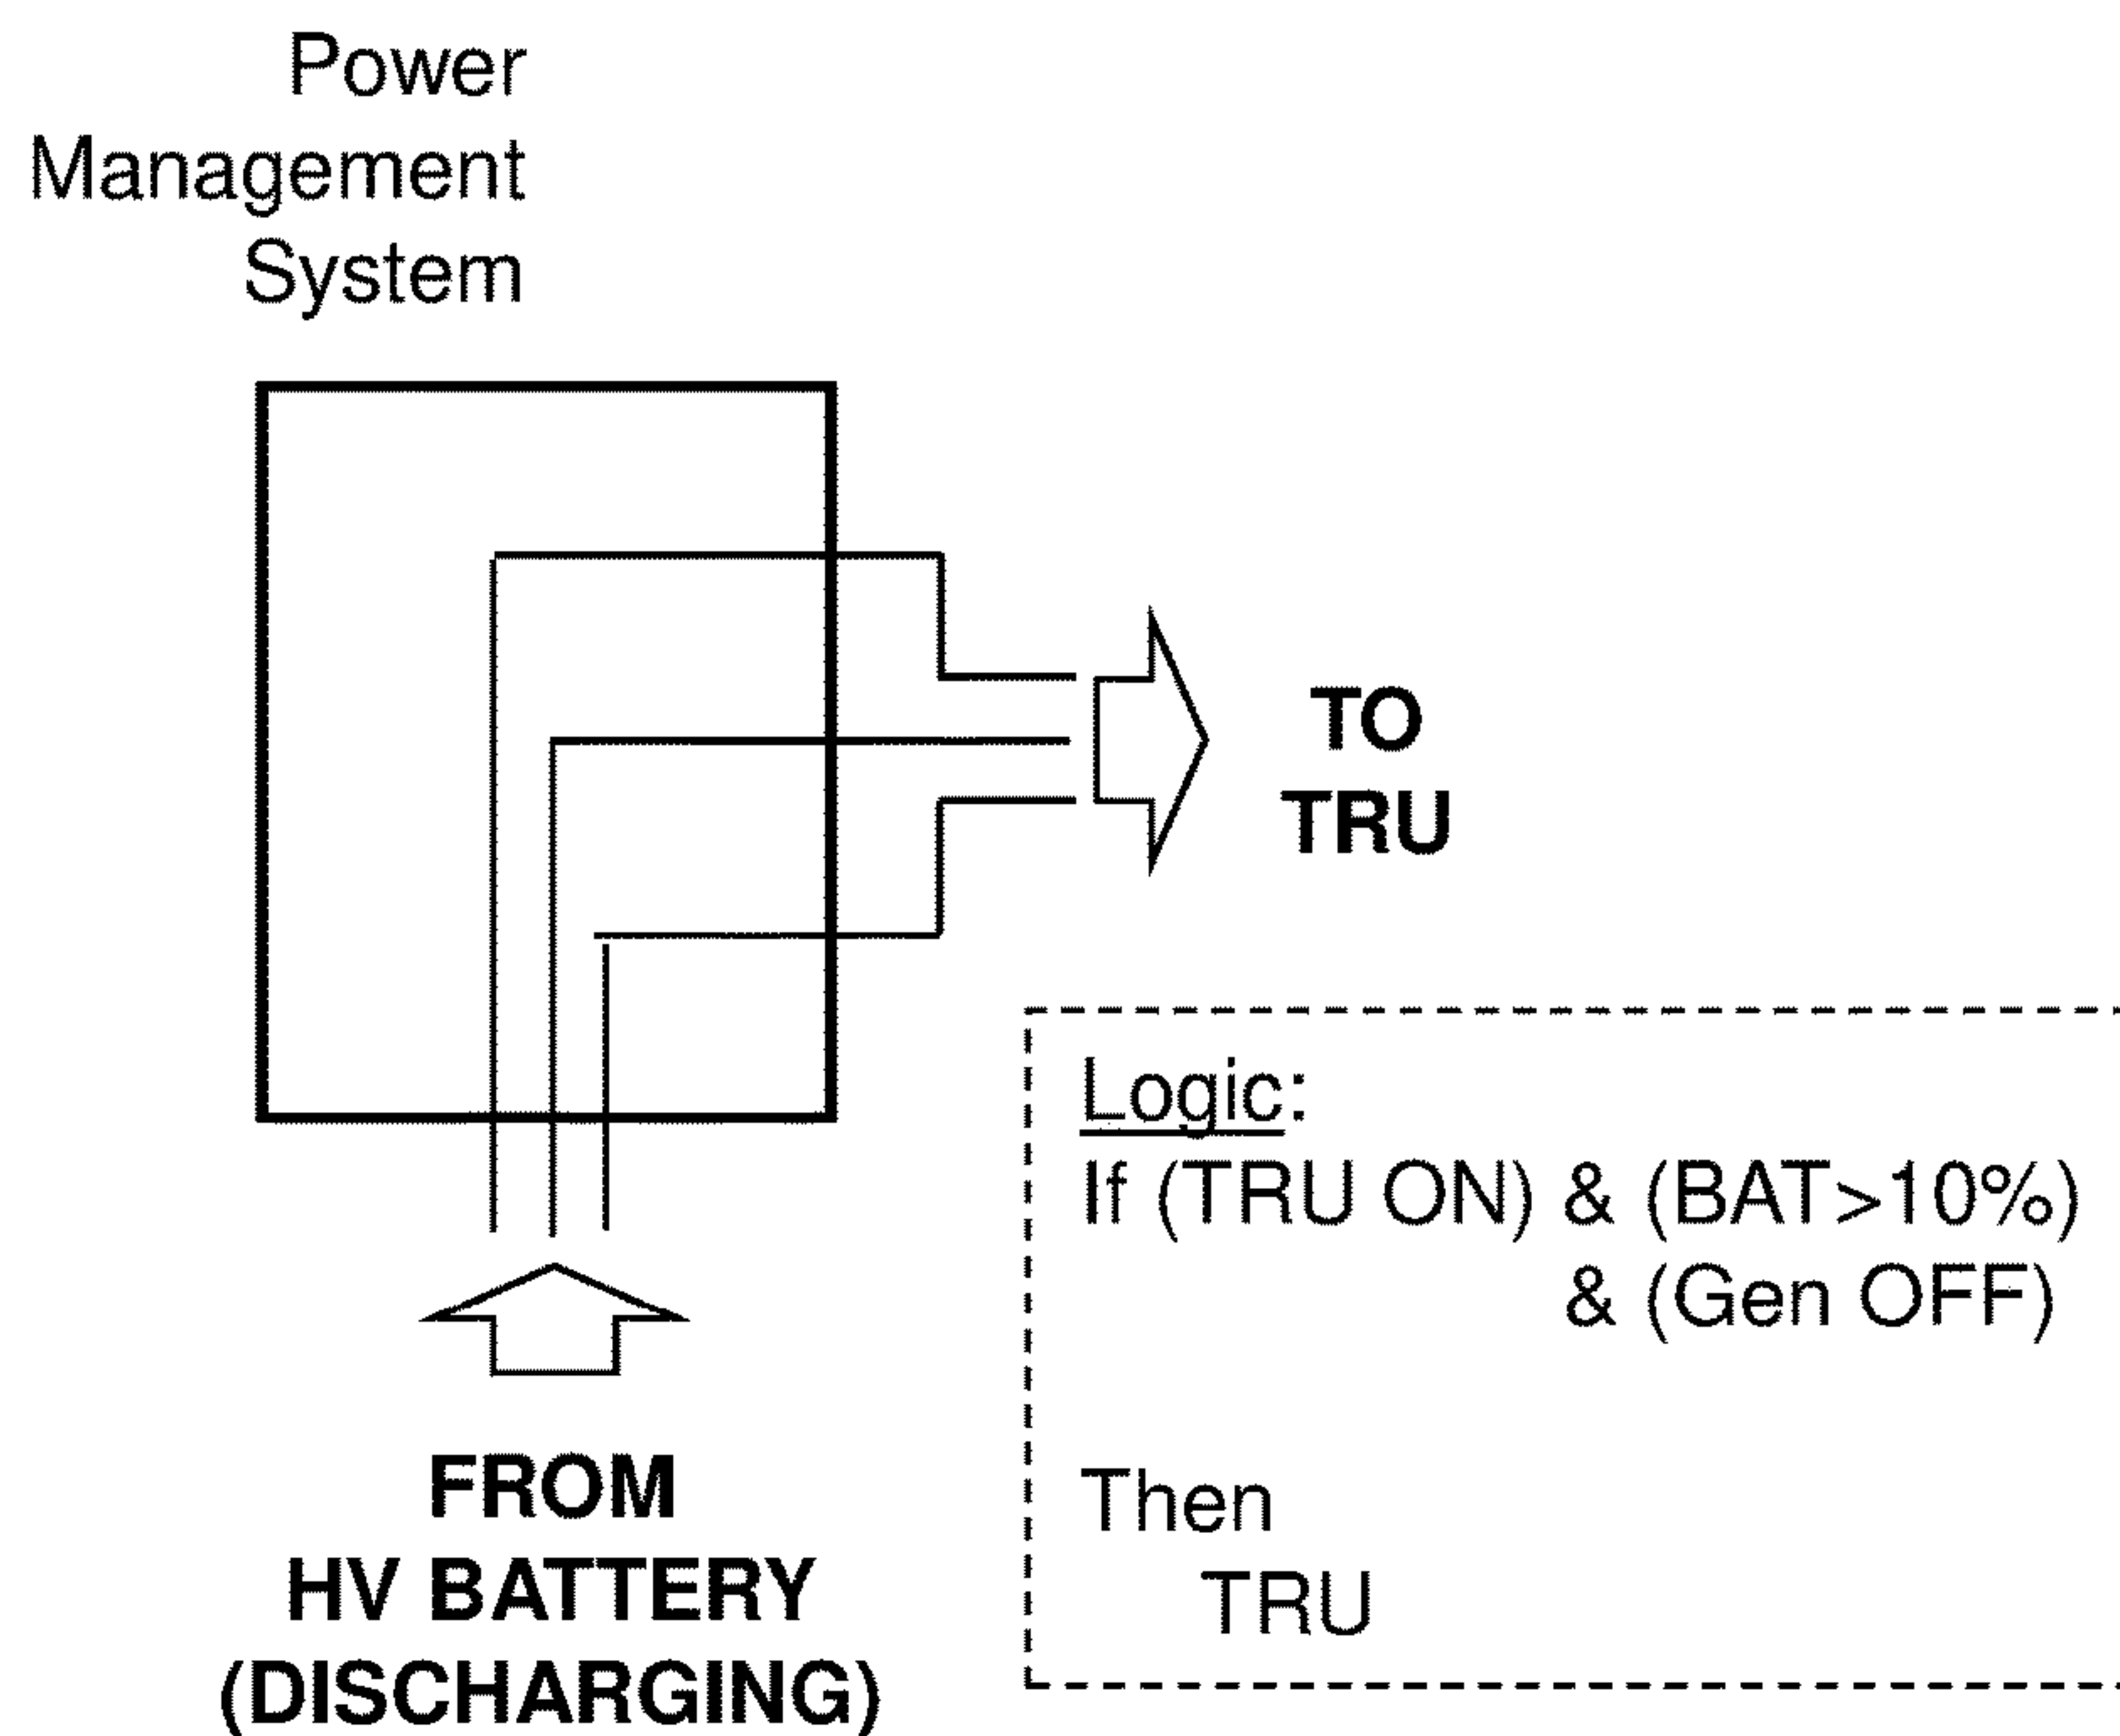 Power
Management
System
TO
TRU
Logic:
If (TRU ON) & (BAT>10%)
& (Gen OFF)
Then
TRU
FROM
HV BATTERY
(DISCHARGING)